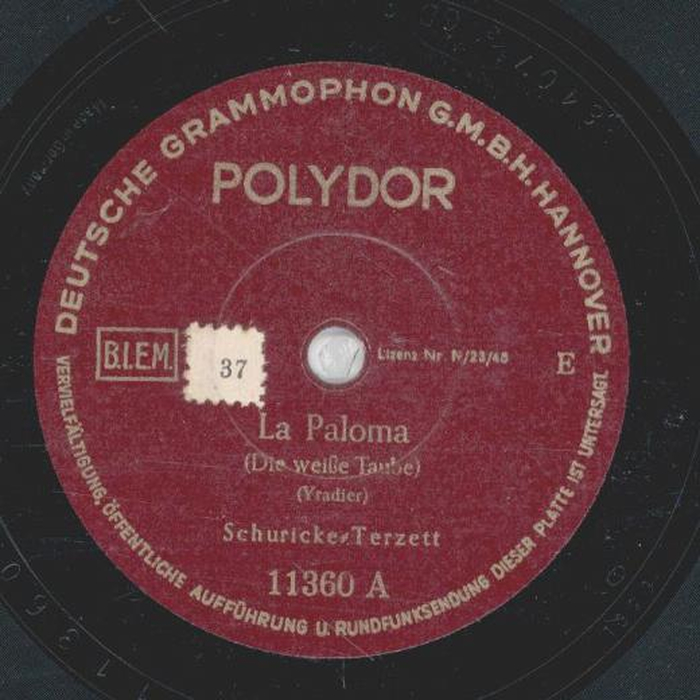 DEUTSCHE GRAMMOPHON G.M.B.H. HANNOVER
POLYDOR
B.I.E.M.
37
Lizenz Nr. N/23/48
E
La Paloma
(Die weiße Taube)
(Yradier)
Schuricke-Terzett
11360 A
VERVIELFÄLTIGUNG, ÖFFENTLICHE AUFFÜHRUNG U. RUNDFUNKSENDUNG DIESER PLATTE IST UNTERSAGT.
11360